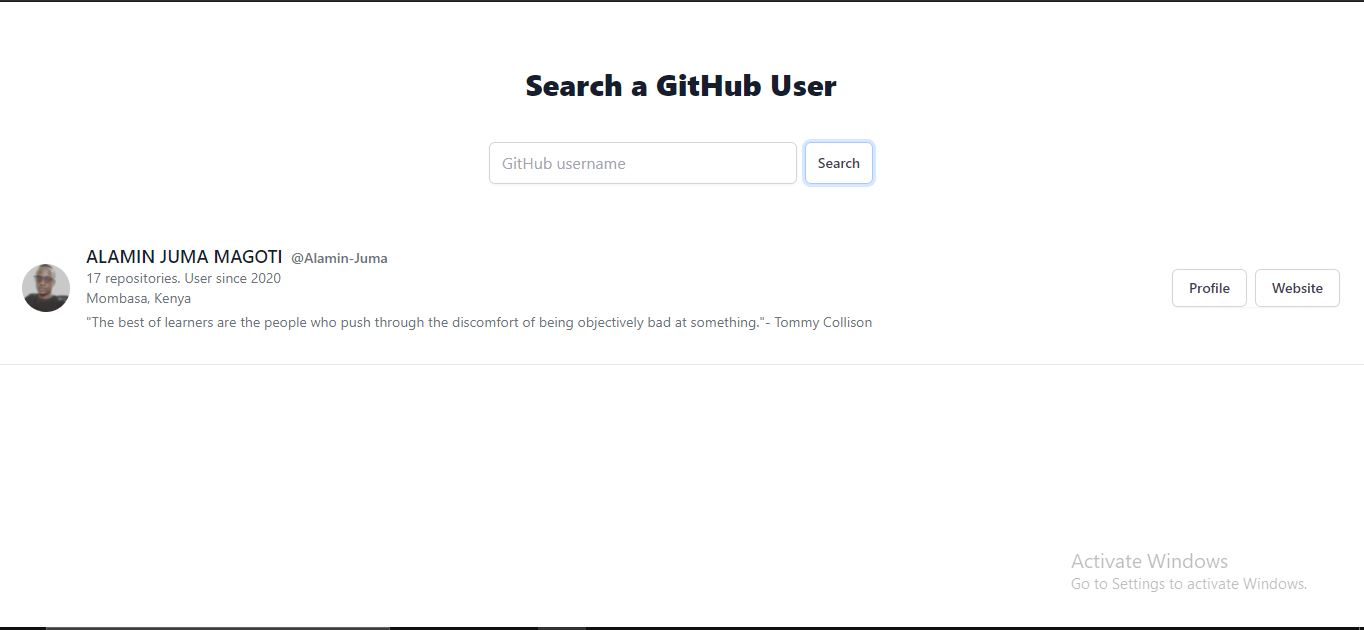 Search a GitHub User
GitHub username
Search
ALAMIN JUMA MAGOTI @Alamin-Juma
17 repositories. User since 2020
Mombasa, Kenya
"The best of learners are the people who push through the discomfort of being objectively bad at something."- Tommy Collison
Profile
Website
Activate Windows
Go to Settings to activate Windows.